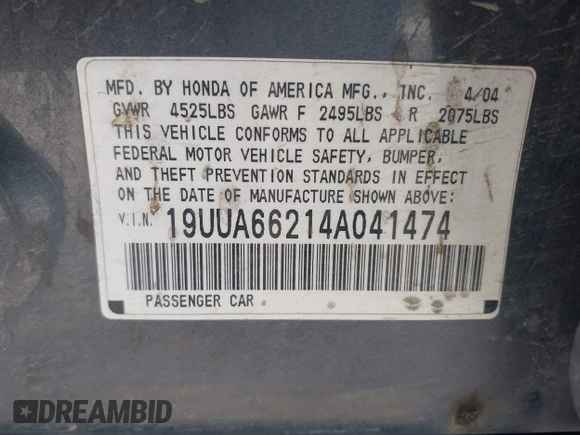 MFD. BY HONDA OF AMERICA MFG., INC. 4/04
GVWR 4525LBS GAWR F 2495LBS R 2075LBS
THIS VEHICLE CONFORMS TO ALL APPLICABLE
FEDERAL MOTOR VEHICLE SAFETY, BUMPER,
AND THEFT PREVENTION STANDARDS IN EFFECT
ON THE DATE OF MANUFACTURE SHOWN ABOVE:
V.I.N. 19UUA66214A041474
PASSENGER CAR
DREAMBID